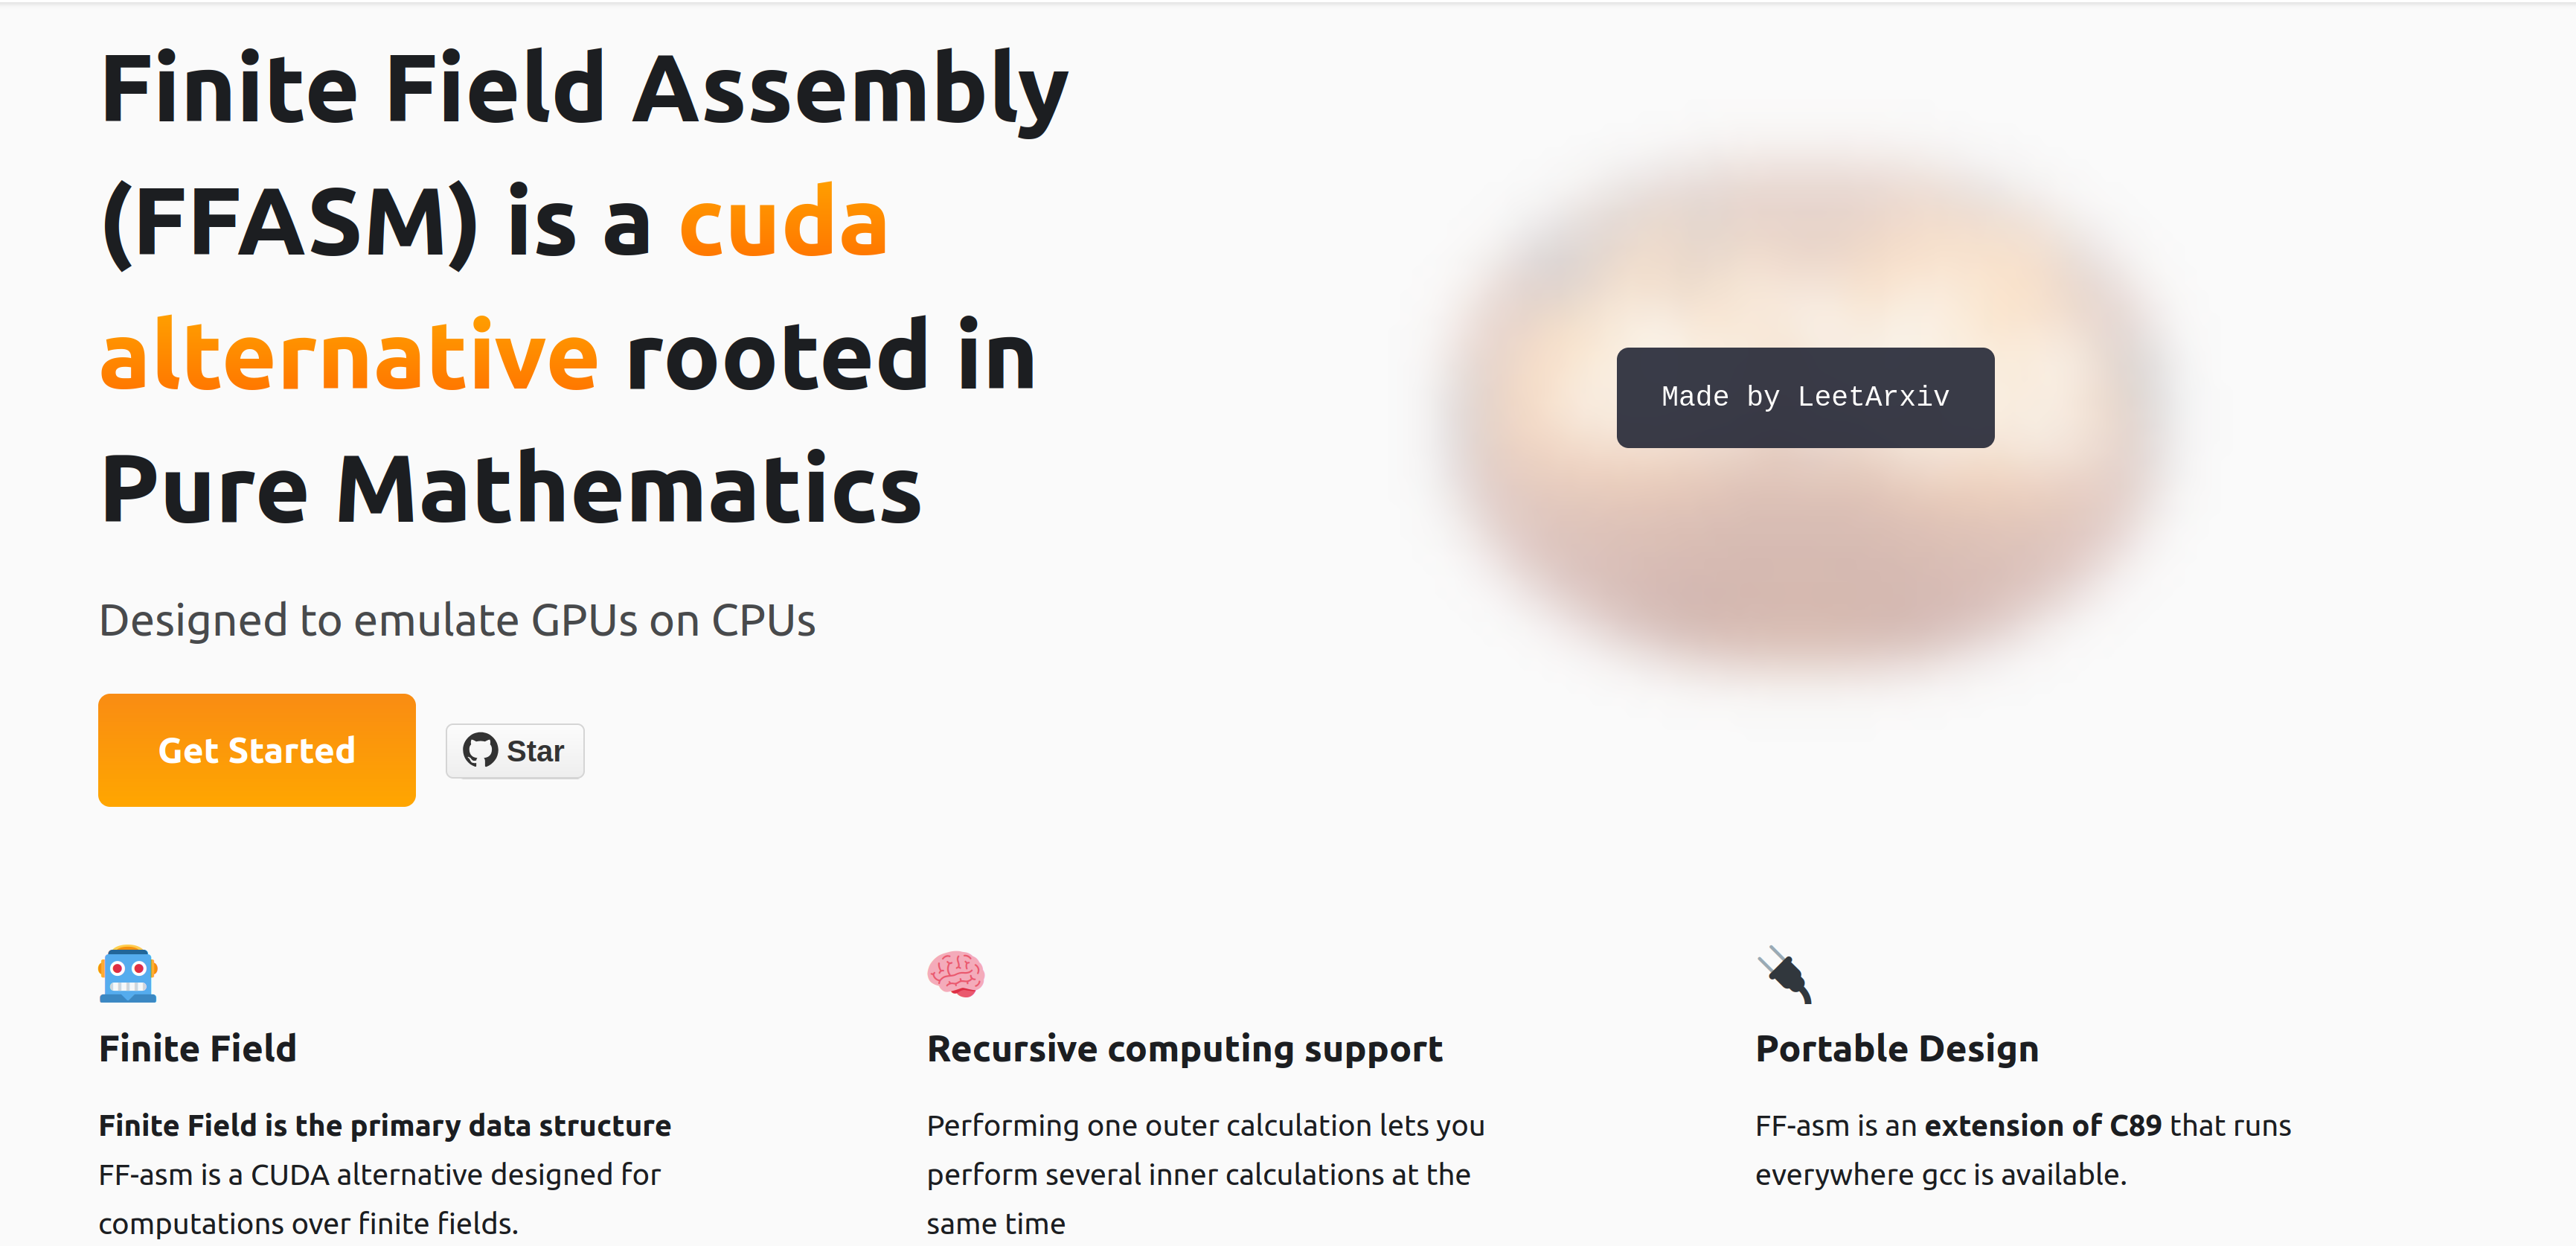 Finite Field Assembly
(FFASM) is a cuda
alternative rooted in
Pure Mathematics
Designed to emulate GPUs on CPUs
Get Started
Star
Made by LeetArxiv
Finite Field
Finite Field is the primary data structure
FF-asm is a CUDA alternative designed for
computations over finite fields.
Recursive computing support
Performing one outer calculation lets you
perform several inner calculations at the
same time
Portable Design
FF-asm is an extension of C89 that runs
everywhere gcc is available.